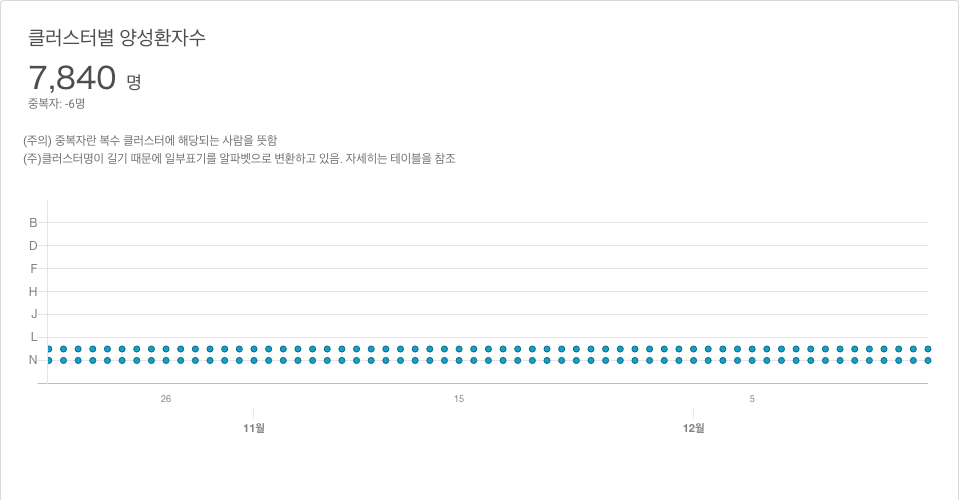 클러스터별 양성환자수
7,840 명
중복자: -6명
(주의) 중복자란 복수 클러스터에 해당되는 사람을 뜻함
(주)클러스터명이 길기 때문에 일부표기를 알파벳으로 변환하고 있음. 자세히는 테이블을 참조
B
D
F
H
J
L
N
26 15 5
11월 12월